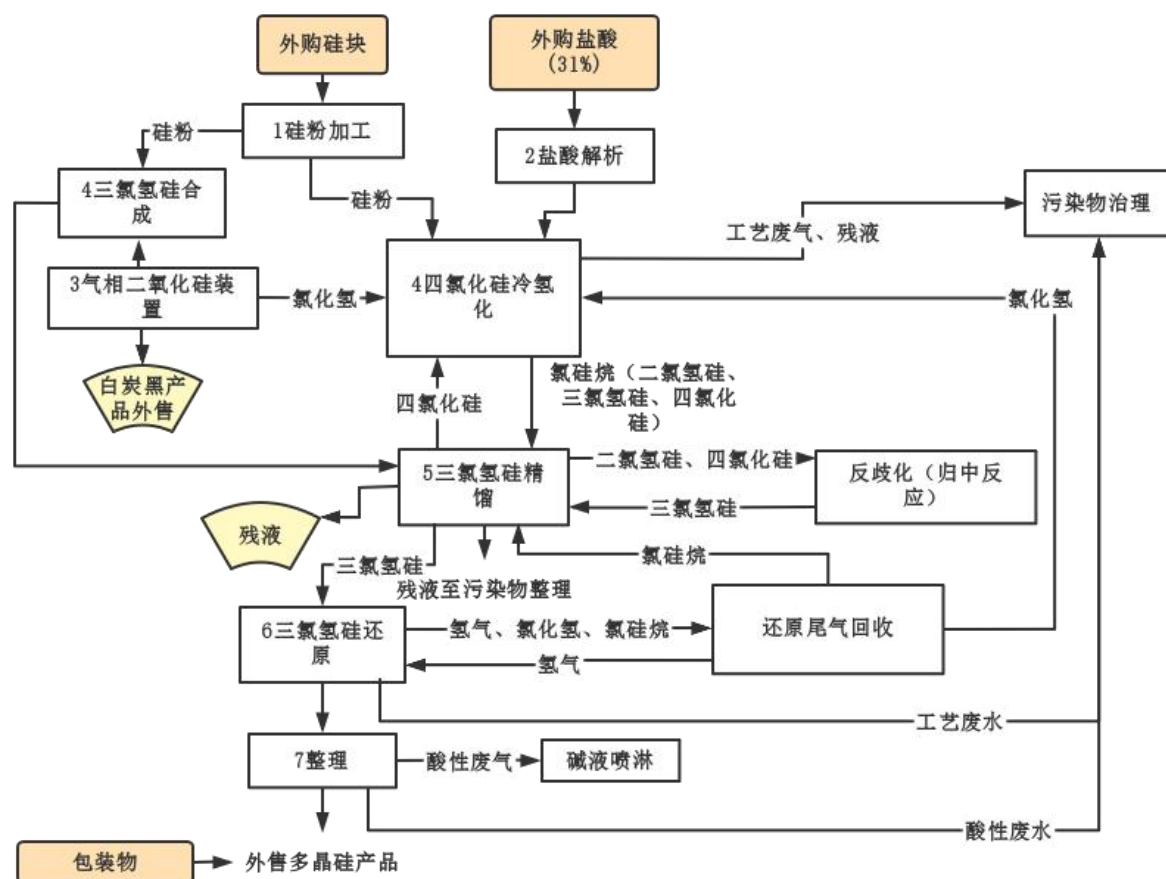 外购硅块
外购盐酸
(31%)
硅粉
1硅粉加工
2盐酸解析
4三氯氢硅合
成
硅粉
污染物治理
工艺废气、残液
3气相二氧化硅装
置
氯化氢
4四氯化硅冷氢
化
氯化氢
白炭黑产
品外售
四氯化硅
氯硅烷（二氯氢硅、
三氯氢硅、四氯化
硅）
5三氯氢硅精
馏
二氯氢硅、四氯化硅
三氯氢硅
反歧化（归中反
应）
残液
三氯氢硅
残液至污染物整理
氯硅烷
6三氯氢硅还
原
氢气、氯化氢、氯硅烷
氢气
还原尾气回收
工艺废水
7整理
酸性废气
碱液喷淋
酸性废水
包装物
外售多晶硅产品